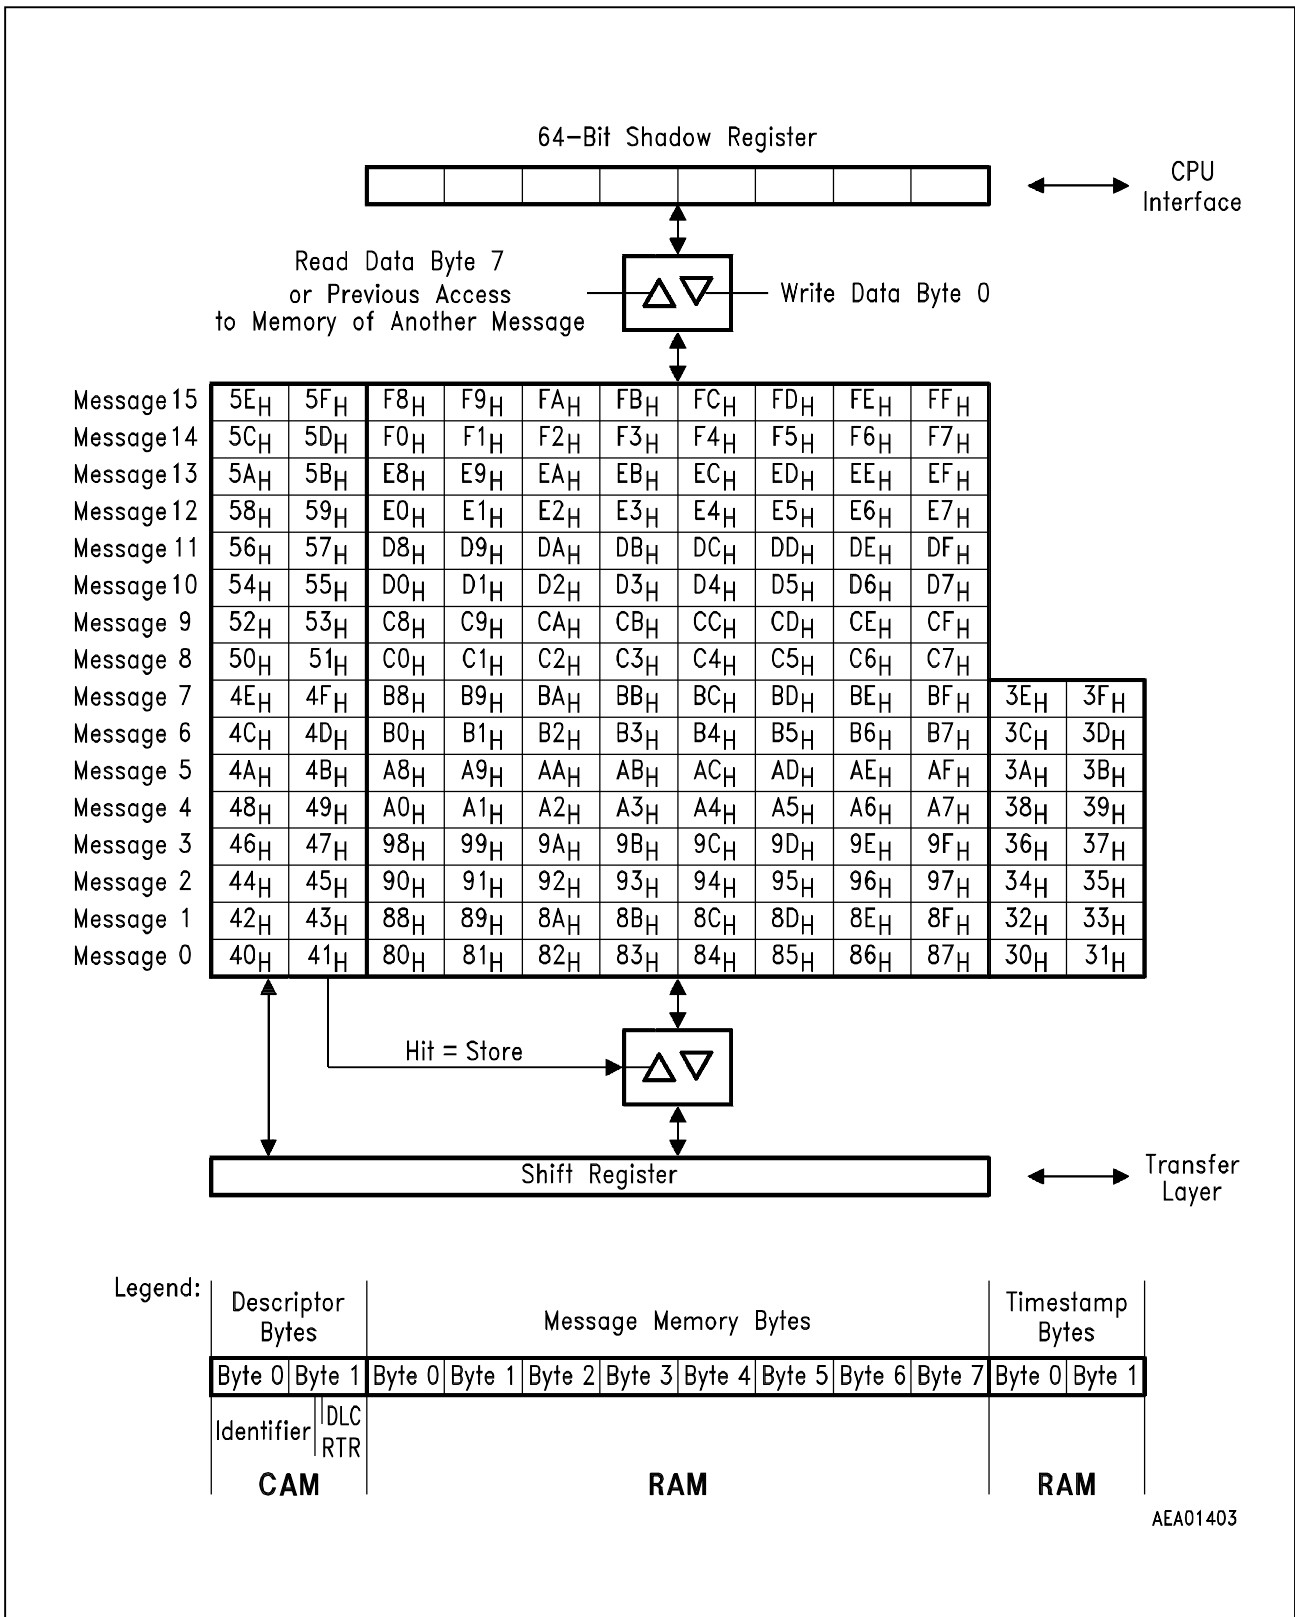 64-Bit Shadow Register
CPU
Interface
Read Data Byte 7
or Previous Access
to Memory of Another Message
Write Data Byte 0
Message 15 5EH 5FH F8H F9H FAH FBH FCH FDH FEH FFH
Message 14 5CH 5DH F0H F1H F2H F3H F4H F5H F6H F7H
Message 13 5AH 5BH E8H E9H EAH EBH ECH EDH EEH EFH
Message 12 58H 59H E0H E1H E2H E3H E4H E5H E6H E7H
Message 11 56H 57H D8H D9H DAH DBH DCH DDH DEH DFH
Message 10 54H 55H D0H D1H D2H D3H D4H D5H D6H D7H
Message 9 52H 53H C8H C9H CAH CBH CCH CDH CEH CFH
Message 8 50H 51H C0H C1H C2H C3H C4H C5H C6H C7H
Message 7 4EH 4FH B8H B9H BAH BBH BCH BDH BEH BFH 3EH 3FH
Message 6 4CH 4DH B0H B1H B2H B3H B4H B5H B6H B7H 3CH 3DH
Message 5 4AH 4BH A8H A9H AAH ABH ACH ADH AEH AFH 3AH 3BH
Message 4 48H 49H A0H A1H A2H A3H A4H A5H A6H A7H 38H 39H
Message 3 46H 47H 98H 99H 9AH 9BH 9CH 9DH 9EH 9FH 36H 37H
Message 2 44H 45H 90H 91H 92H 93H 94H 95H 96H 97H 34H 35H
Message 1 42H 43H 88H 89H 8AH 8BH 8CH 8DH 8EH 8FH 32H 33H
Message 0 40H 41H 80H 81H 82H 83H 84H 85H 86H 87H 30H 31H
Hit = Store
Shift Register
Transfer
Layer
Legend:
Descriptor
Bytes
Message Memory Bytes
Timestamp
Bytes
Byte 0 Byte 1 Byte 0 Byte 1 Byte 2 Byte 3 Byte 4 Byte 5 Byte 6 Byte 7 Byte 0 Byte 1
Identifier
DLC
RTR
CAM RAM RAM
AEA01403